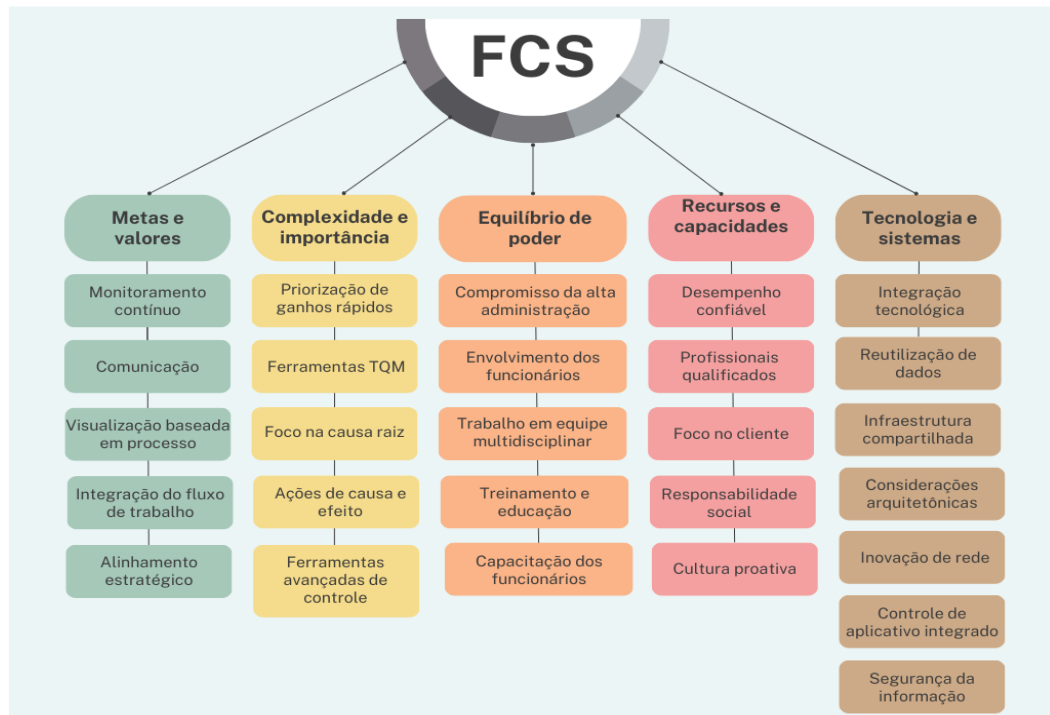 FCS
Metas e
valores
Monitoramento
contínuo
Comunicação
Visualização baseada
em processo
Integração do fluxo
de trabalho
Alinhamento
estratégico
Complexidade e
importância
Priorização de
ganhos rápidos
Ferramentas TQM
Foco na causa raiz
Ações de causa e
efeito
Ferramentas
avançadas de
controle
Equilíbrio de
poder
Compromisso da alta
administração
Envolvimento dos
funcionários
Trabalho em equipe
multidisciplinar
Treinamento e
educação
Capacitação dos
funcionários
Recursos e
capacidades
Desempenho
confiável
Profissionais
qualificados
Foco no cliente
Responsabilidade
social
Cultura proativa
Tecnologia e
sistemas
Integração
tecnológica
Reutilização de
dados
Infraestrutura
compartilhada
Considerações
arquitetônicas
Inovação de rede
Controle de
aplicativo integrado
Segurança da
informação